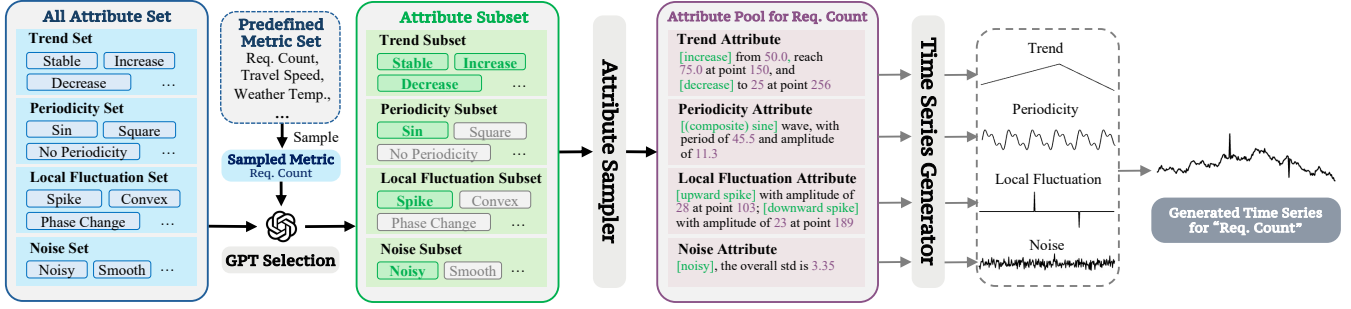 All Attribute Set
Trend Set
Stable Increase
Decrease ...
Periodicity Set
Sin Square
No Periodicity ...
Local Fluctuation Set
Spike Convex
Phase Change ...
Noise Set
Noisy Smooth ...
Predefined
Metric Set
Req. Count,
Travel Speed,
Weather Temp.,
...
Sample
Sampled Metric
Req. Count
GPT Selection
Attribute Subset
Trend Subset
Stable Increase
Decrease ...
Periodicity Subset
Sin Square
No Periodicity ...
Local Fluctuation Subset
Spike Convex
Phase Change ...
Noise Subset
Noisy Smooth ...
Attribute Sampler
Attribute Pool for Req. Count
Trend Attribute
[increase] from 50.0, reach
75.0 at point 150, and
[decrease] to 25 at point 256
Periodicity Attribute
[(composite) sine] wave, with
period of 45.5 and amplitude
of 11.3
Local Fluctuation Attribute
[upward spike] with amplitude of
28 at point 103; [downward spike]
with amplitude of 23 at point 189
Noise Attribute
[noisy], the overall std is 3.35
Time Series Generator
Trend
Periodicity
Local Fluctuation
Noise
Generated Time Series
for "Req. Count"